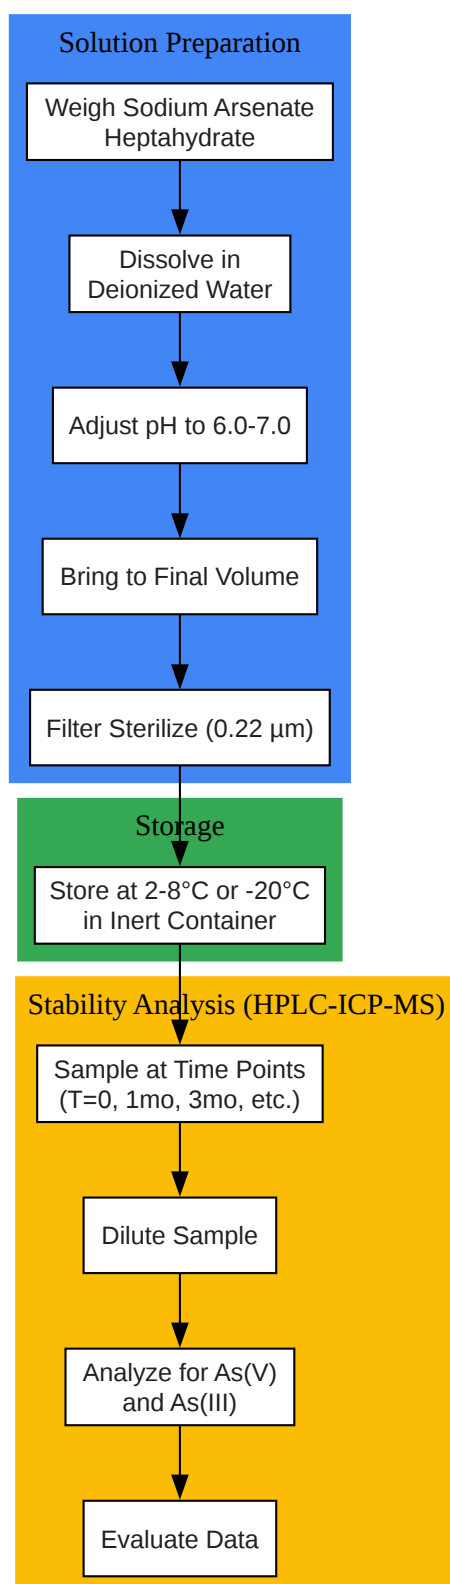 Solution Preparation
Weigh Sodium Arsenate
Heptahydrate
Dissolve in
Deionized Water
Adjust pH to 6.0-7.0
Bring to Final Volume
Filter Sterilize (0.22 µm)
Storage
Store at 2-8°C or -20°C
in Inert Container
Stability Analysis (HPLC-ICP-MS)
Sample at Time Points
(T=0, 1mo, 3mo, etc.)
Dilute Sample
Analyze for As(V)
and As(III)
Evaluate Data